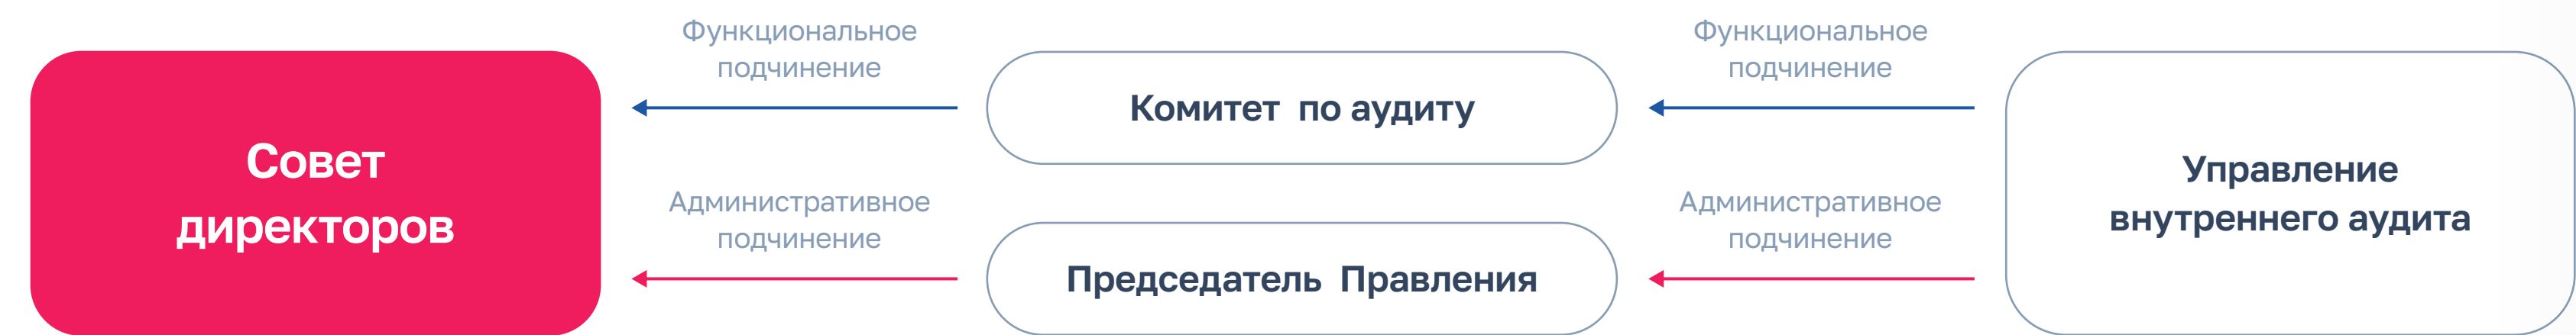 Совет
директоров
Функциональное
подчинение
Административное
подчинение
Комитет по аудиту
Председатель Правления
Функциональное
подчинение
Административное
подчинение
Управление
внутреннего аудита